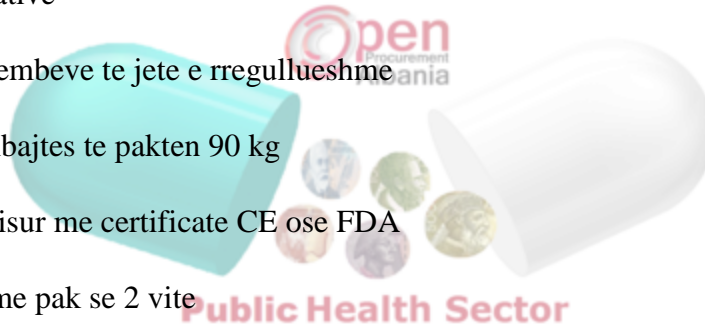 ative
Open
Procurement
Albania
embeve te jete e rregullueshme
bajtes te pakten 90 kg
isur me certificate CE ose FDA
me pak se 2 vite
Public Health Sector